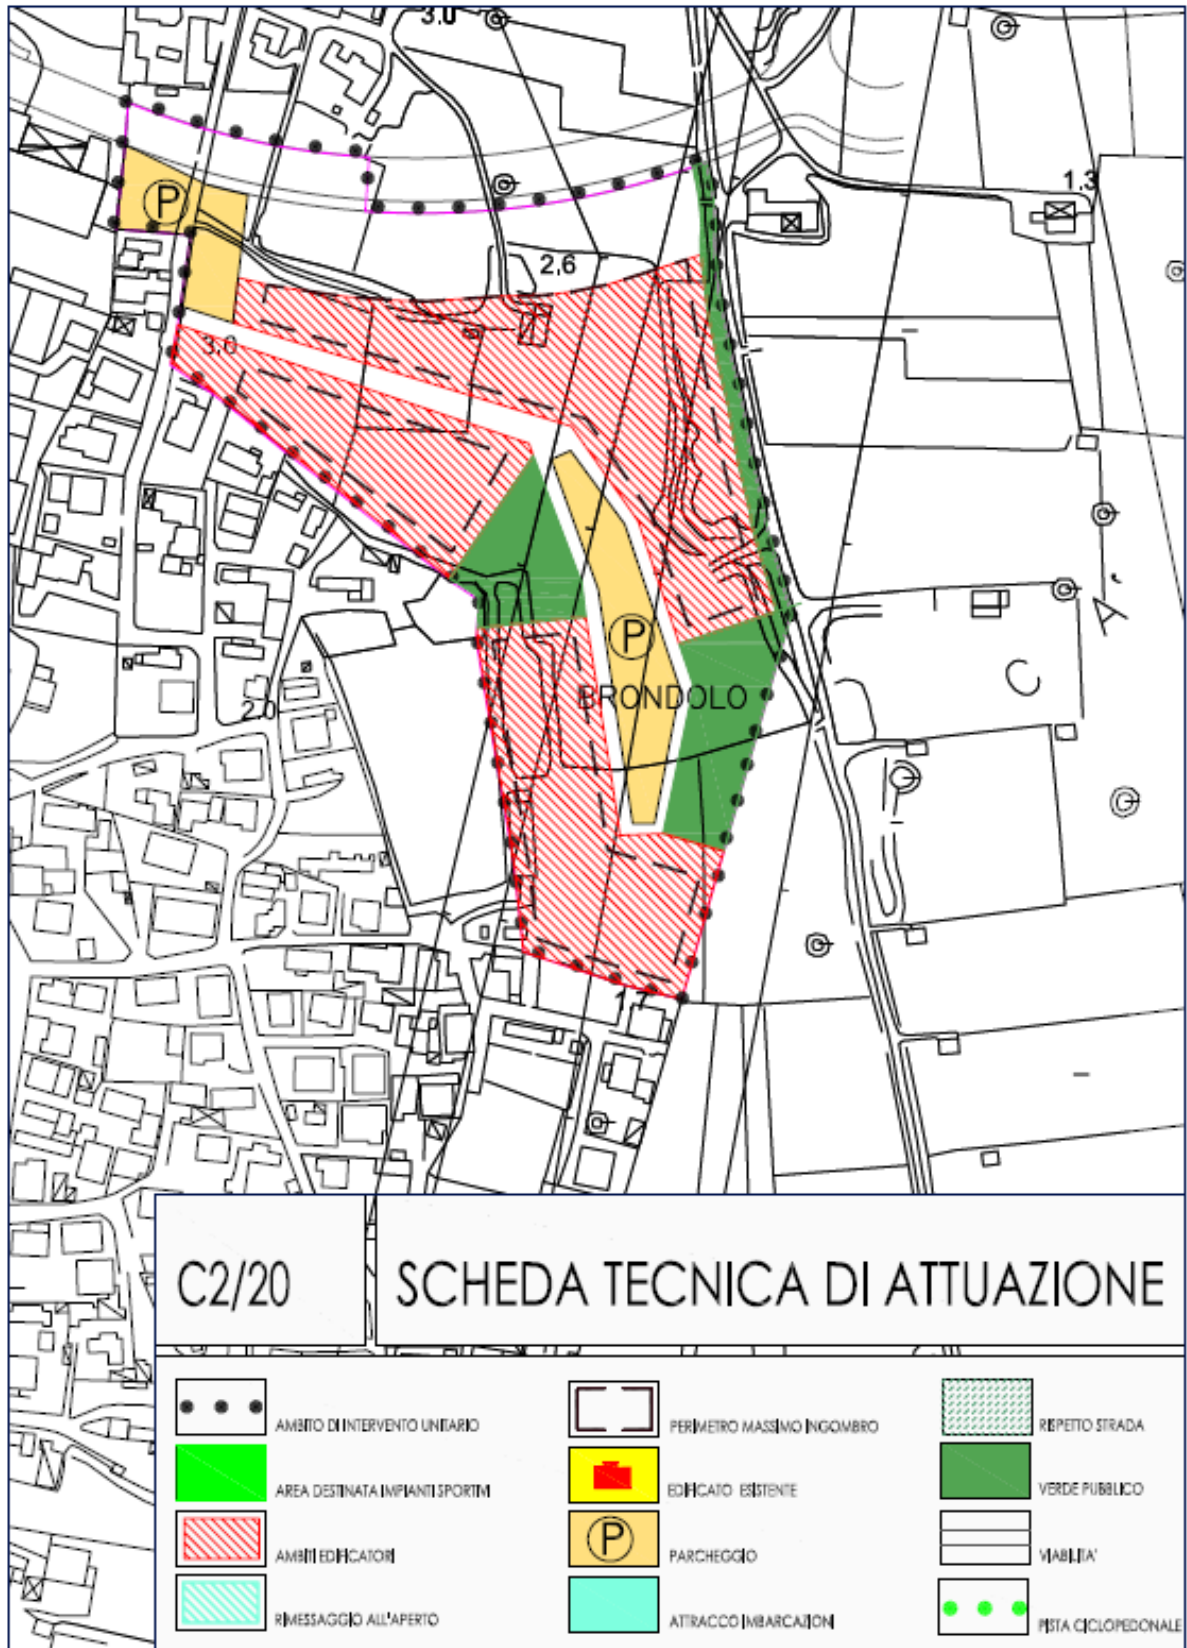 3.0
P
1.3
2,6
3,0
P
BRONDOLO
A'
C
2.0
1.7
C2/20
SCHEDA TECNICA DI ATTUAZIONE
AMBITO DI INTERVENTO UNITARIO
PERIMETRO MASSIMO INGOMBRO
RISPETTO STRADA
AREA DESTINATA IMPIANTI SPORTIVI
EDIFICATO ESISTENTE
VERDE PUBBLICO
AMBITI EDIFICATORI
P
PARCHEGGIO
VIABILITA'
RIMESSAGGIO ALL'APERTO
ATTRACCO IMBARCAZIONI
PISTA CICLOPEDONALE